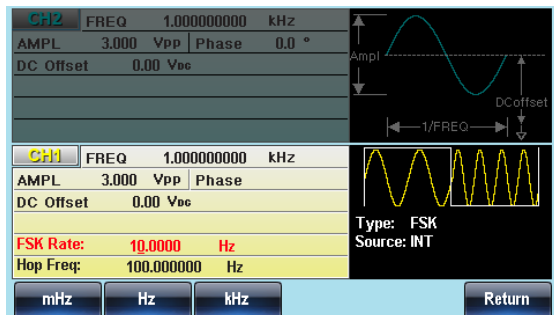 CH2 FREQ 1.000000000 kHz
AMPL 3.000 Vpp Phase 0.0 °
DC Offset 0.00 VDC
Ampl
DCoffset
1/FREQ
CH1 FREQ 1.000000000 kHz
AMPL 3.000 Vpp Phase
DC Offset 0.00 VDC
Type: FSK
Source: INT
FSK Rate: 10.0000 Hz
Hop Freq: 100.000000 Hz
mHz Hz kHz Return